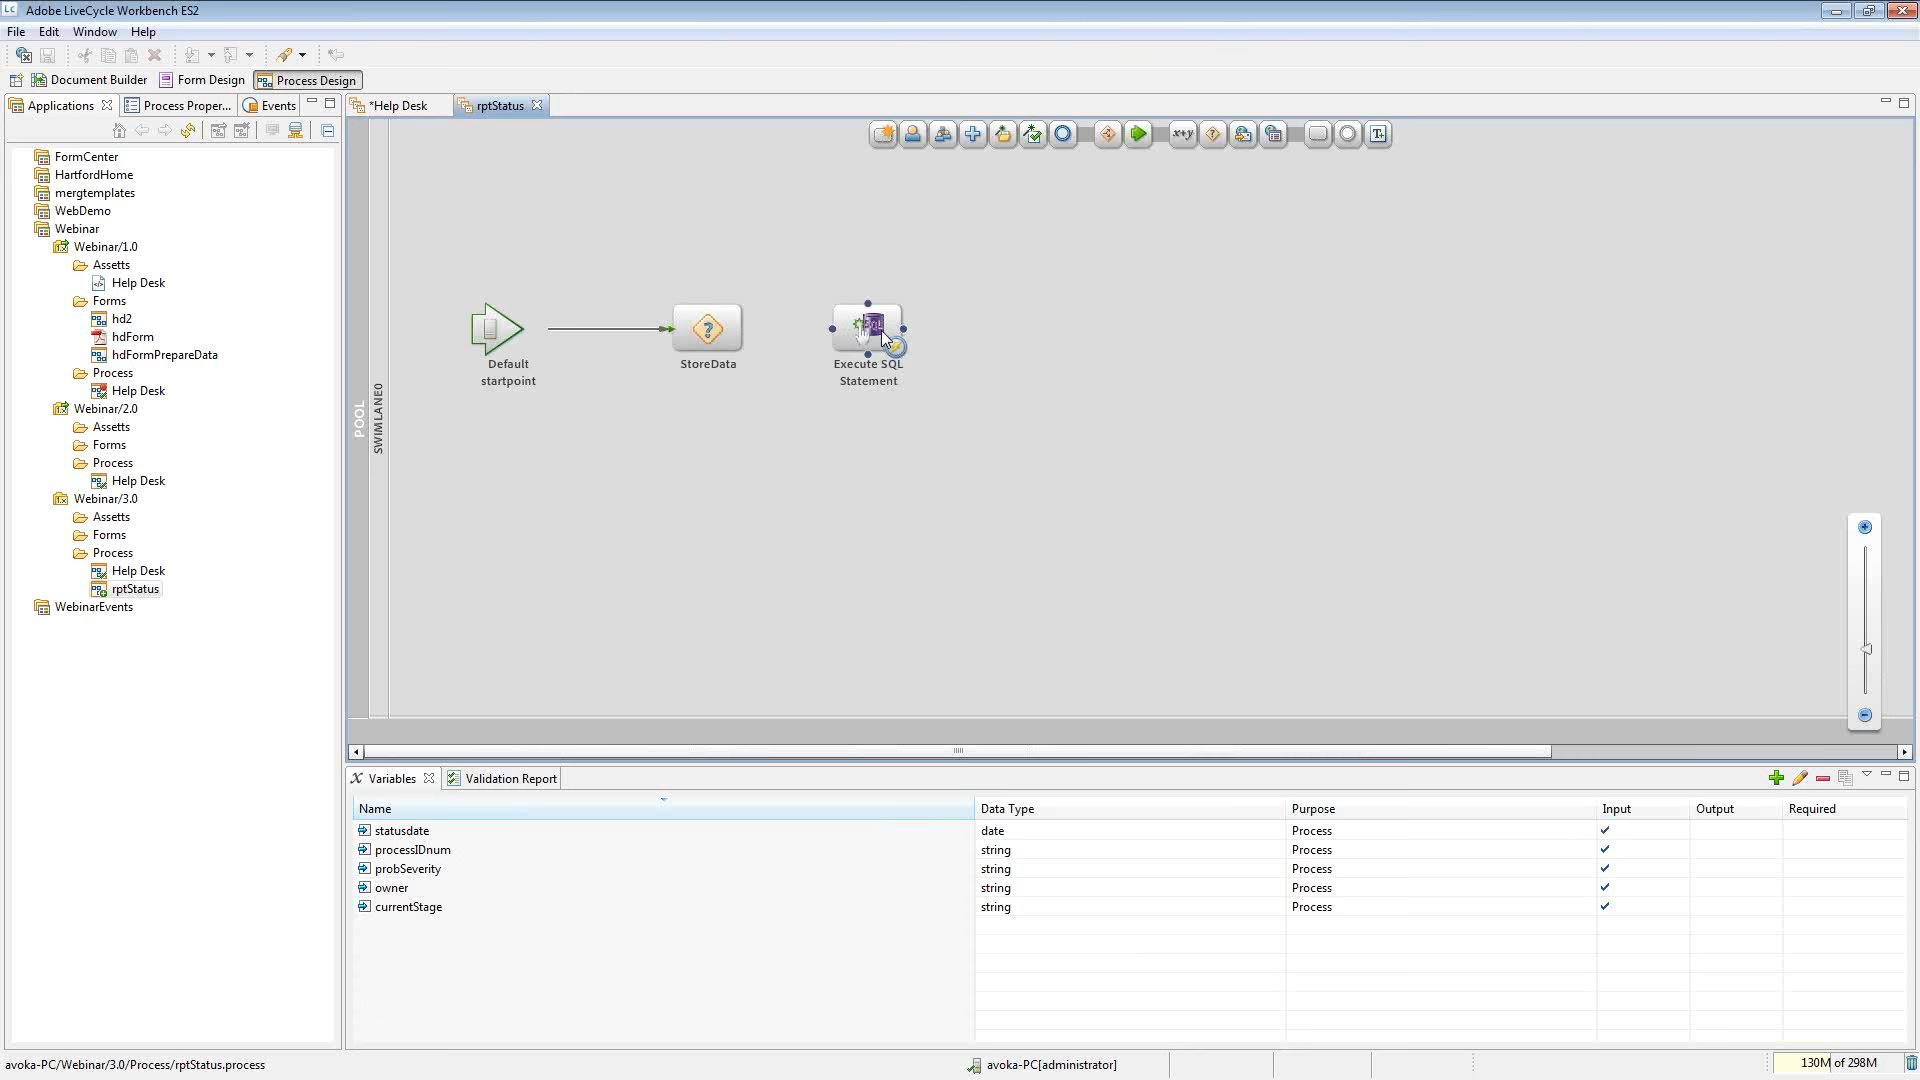 Adobe LiveCycle Workbench ES2
File Edit Window Help
Document Builder Form Design Process Design
Applications Process Proper... Events
*Help Desk rptStatus
x+y
FormCenter
HartfordHome
mergtemplates
WebDemo
Webinar
Webinar/1.0
Assetts
Help Desk
Forms
hd2
hdForm
hdFormPrepareData
Process
Help Desk
Webinar/2.0
Assetts
Forms
Process
Help Desk
Webinar/3.0
Assetts
Forms
Process
Help Desk
rptStatus
WebinarEvents
POOL
SWIMLANE0
Default
startpoint
StoreData
SQL
Execute SQL
Statement
Variables Validation Report
Name Data Type Purpose Input Output Required
statusdate date Process
processIDnum string Process
probSeverity string Process
owner string Process
currentStage string Process
avoka-PC/Webinar/3.0/Process/rptStatus.process
avoka-PC[administrator]
130M of 298M